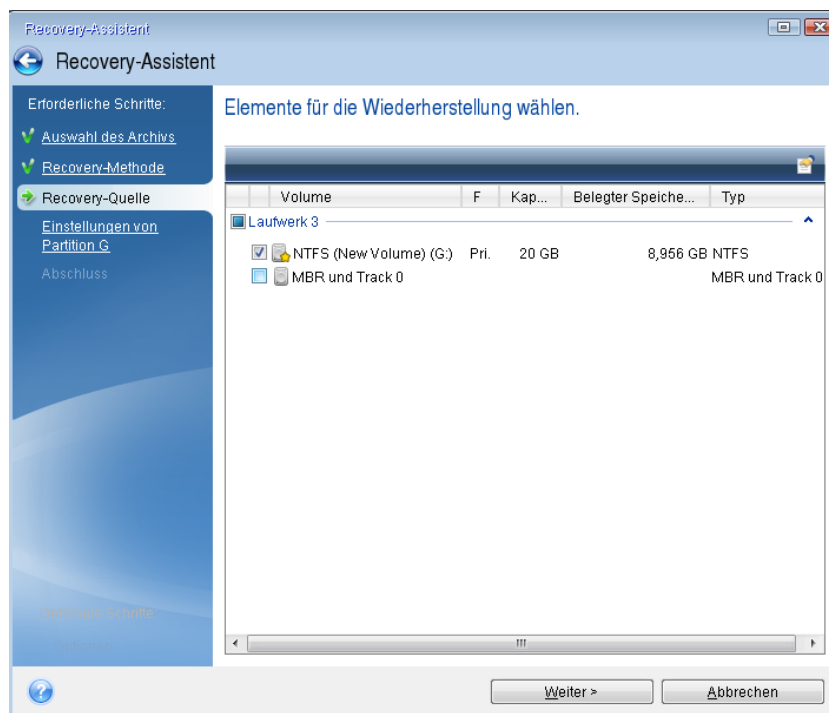 Recovery-Assistent
Recovery-Assistent
Erforderliche Schritte:
Auswahl des Archivs
Recovery-Methode
Recovery-Quelle
Einstellungen von
Partition G
Abschluss
Elemente für die Wiederherstellung wählen.
Volume F Kap... Belegter Speiche... Typ
Laufwerk 3
NTFS (New Volume) (G:) Pri. 20 GB 8,956 GB NTFS
MBR und Track 0 MBR und Track 0
Schritte
Weiter >
Abbrechen